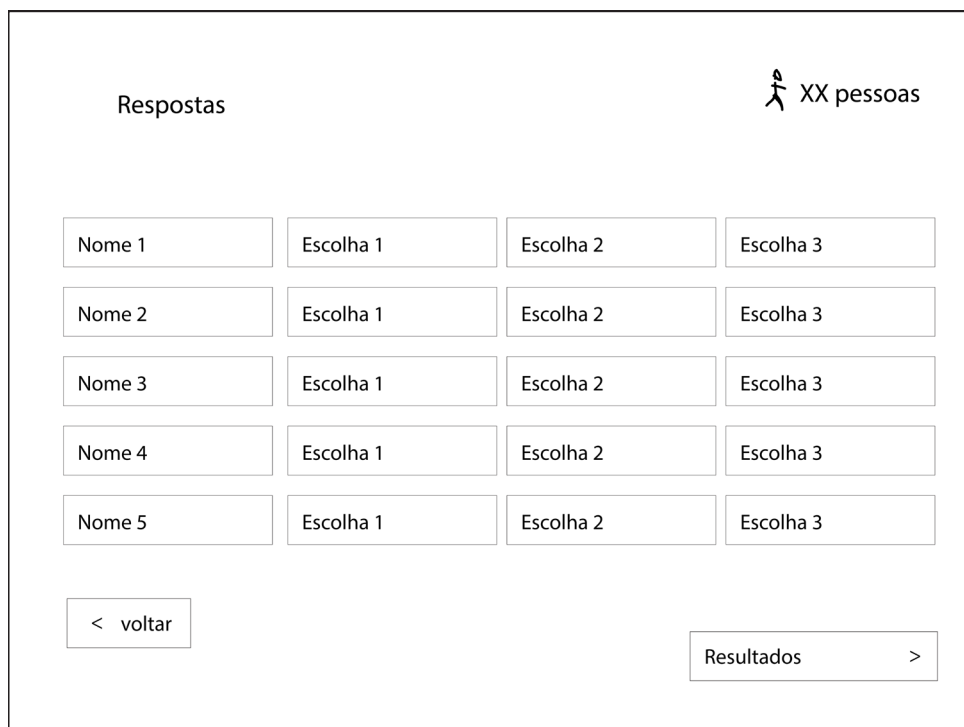 Respostas
XX pessoas
Nome 1 Escolha 1 Escolha 2 Escolha 3
Nome 2 Escolha 1 Escolha 2 Escolha 3
Nome 3 Escolha 1 Escolha 2 Escolha 3
Nome 4 Escolha 1 Escolha 2 Escolha 3
Nome 5 Escolha 1 Escolha 2 Escolha 3
< voltar
Resultados >